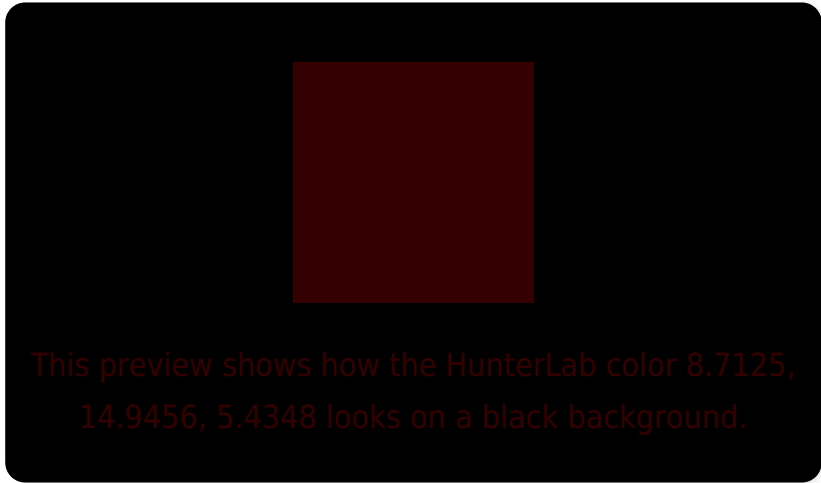 This preview shows how the HunterLab color 8.7125,
14.9456, 5.4348 looks on a black background.